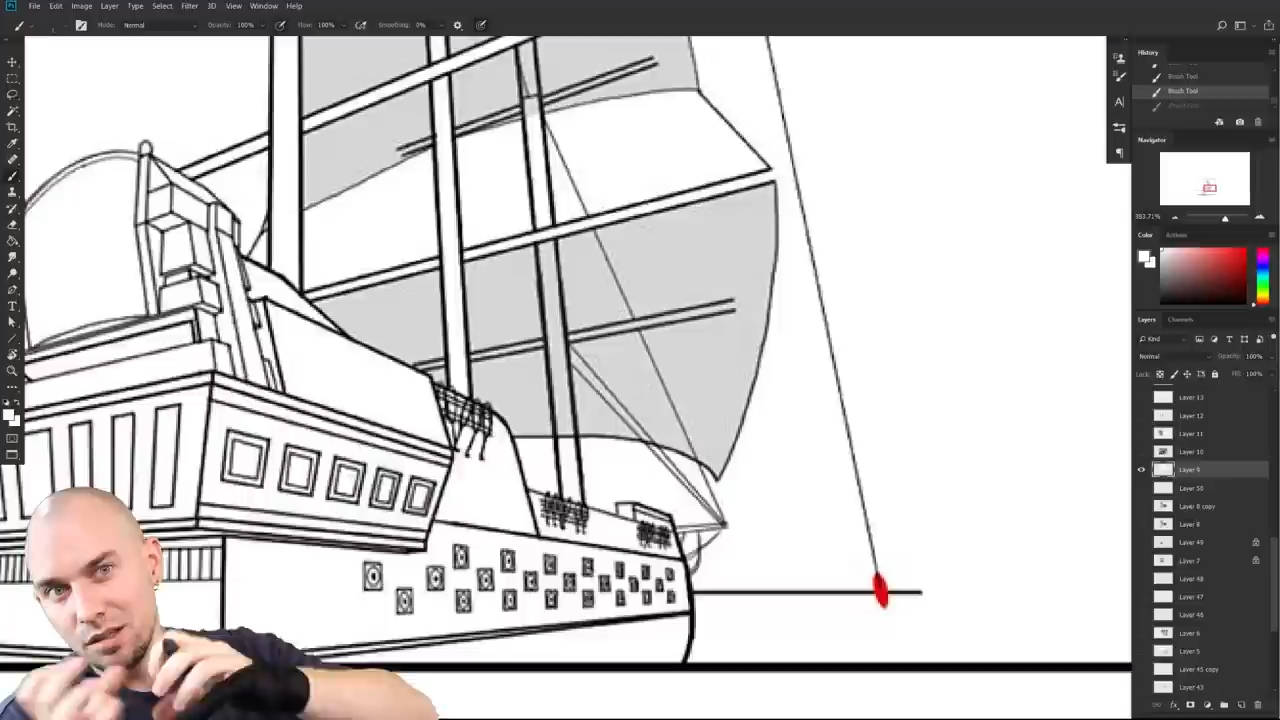 Ps File Edit Image Layer Type Select Filter 3D View Window Help
Mode: Normal Opacity: 100% Flow: 100% Smoothing: 0%
History
Brush Tool
Brush Tool
Navigator
Color Actions
Layers Channels
Kind
Normal Opacity: 100%
Lock: Fill: 100%
Layer 13
Layer 12
Layer 11
Layer 10
Layer 9
Layer 50
Layer 8 copy
Layer 8
Layer 49
Layer 7
Layer 48
Layer 47
Layer 46
Layer 6
Layer 5
Layer 45 copy
Layer 43